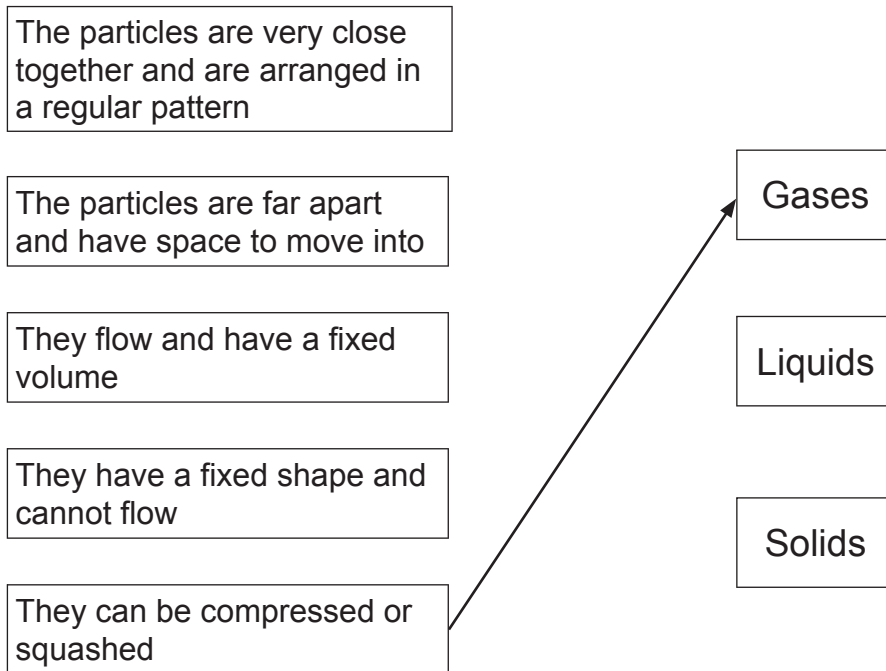 The particles are very close
together and are arranged in
a regular pattern
The particles are far apart
and have space to move into
They flow and have a fixed
volume
They have a fixed shape and
cannot flow
They can be compressed or
squashed
Gases
Liquids
Solids